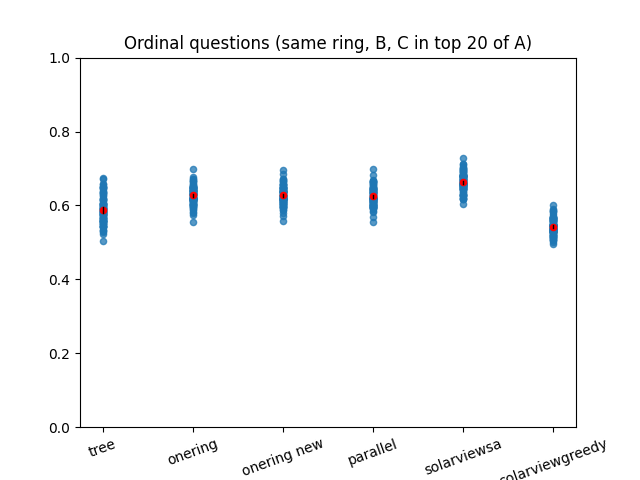 Ordinal questions (same ring, B, C in top 20 of A)
1.0
0.8
0.6
0.4
0.2
0.0
tree
onering
onering new
parallel
solarviewsa
solarviewgreedy